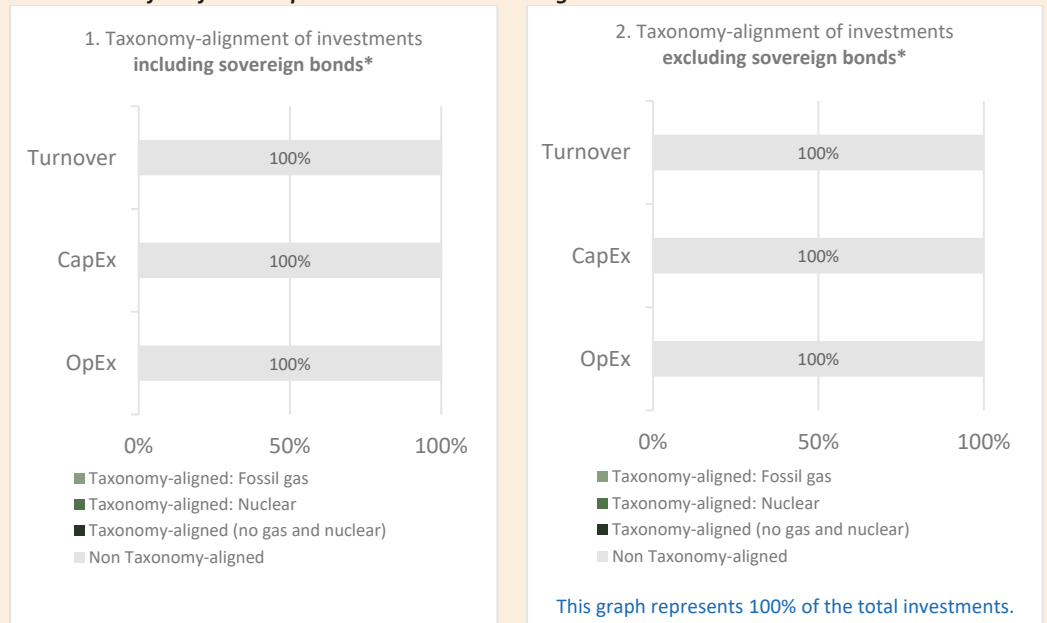 1. Taxonomy-alignment of investments
including sovereign bonds*
Turnover
100%
CapEx
100%
OpEx
100%
0% 50% 100%
Taxonomy-aligned: Fossil gas
Taxonomy-aligned: Nuclear
Taxonomy-aligned (no gas and nuclear)
Non Taxonomy-aligned
2. Taxonomy-alignment of investments
excluding sovereign bonds*
Turnover
100%
CapEx
100%
OpEx
100%
0% 50% 100%
Taxonomy-aligned: Fossil gas
Taxonomy-aligned: Nuclear
Taxonomy-aligned (no gas and nuclear)
Non Taxonomy-aligned
This graph represents 100% of the total investments.